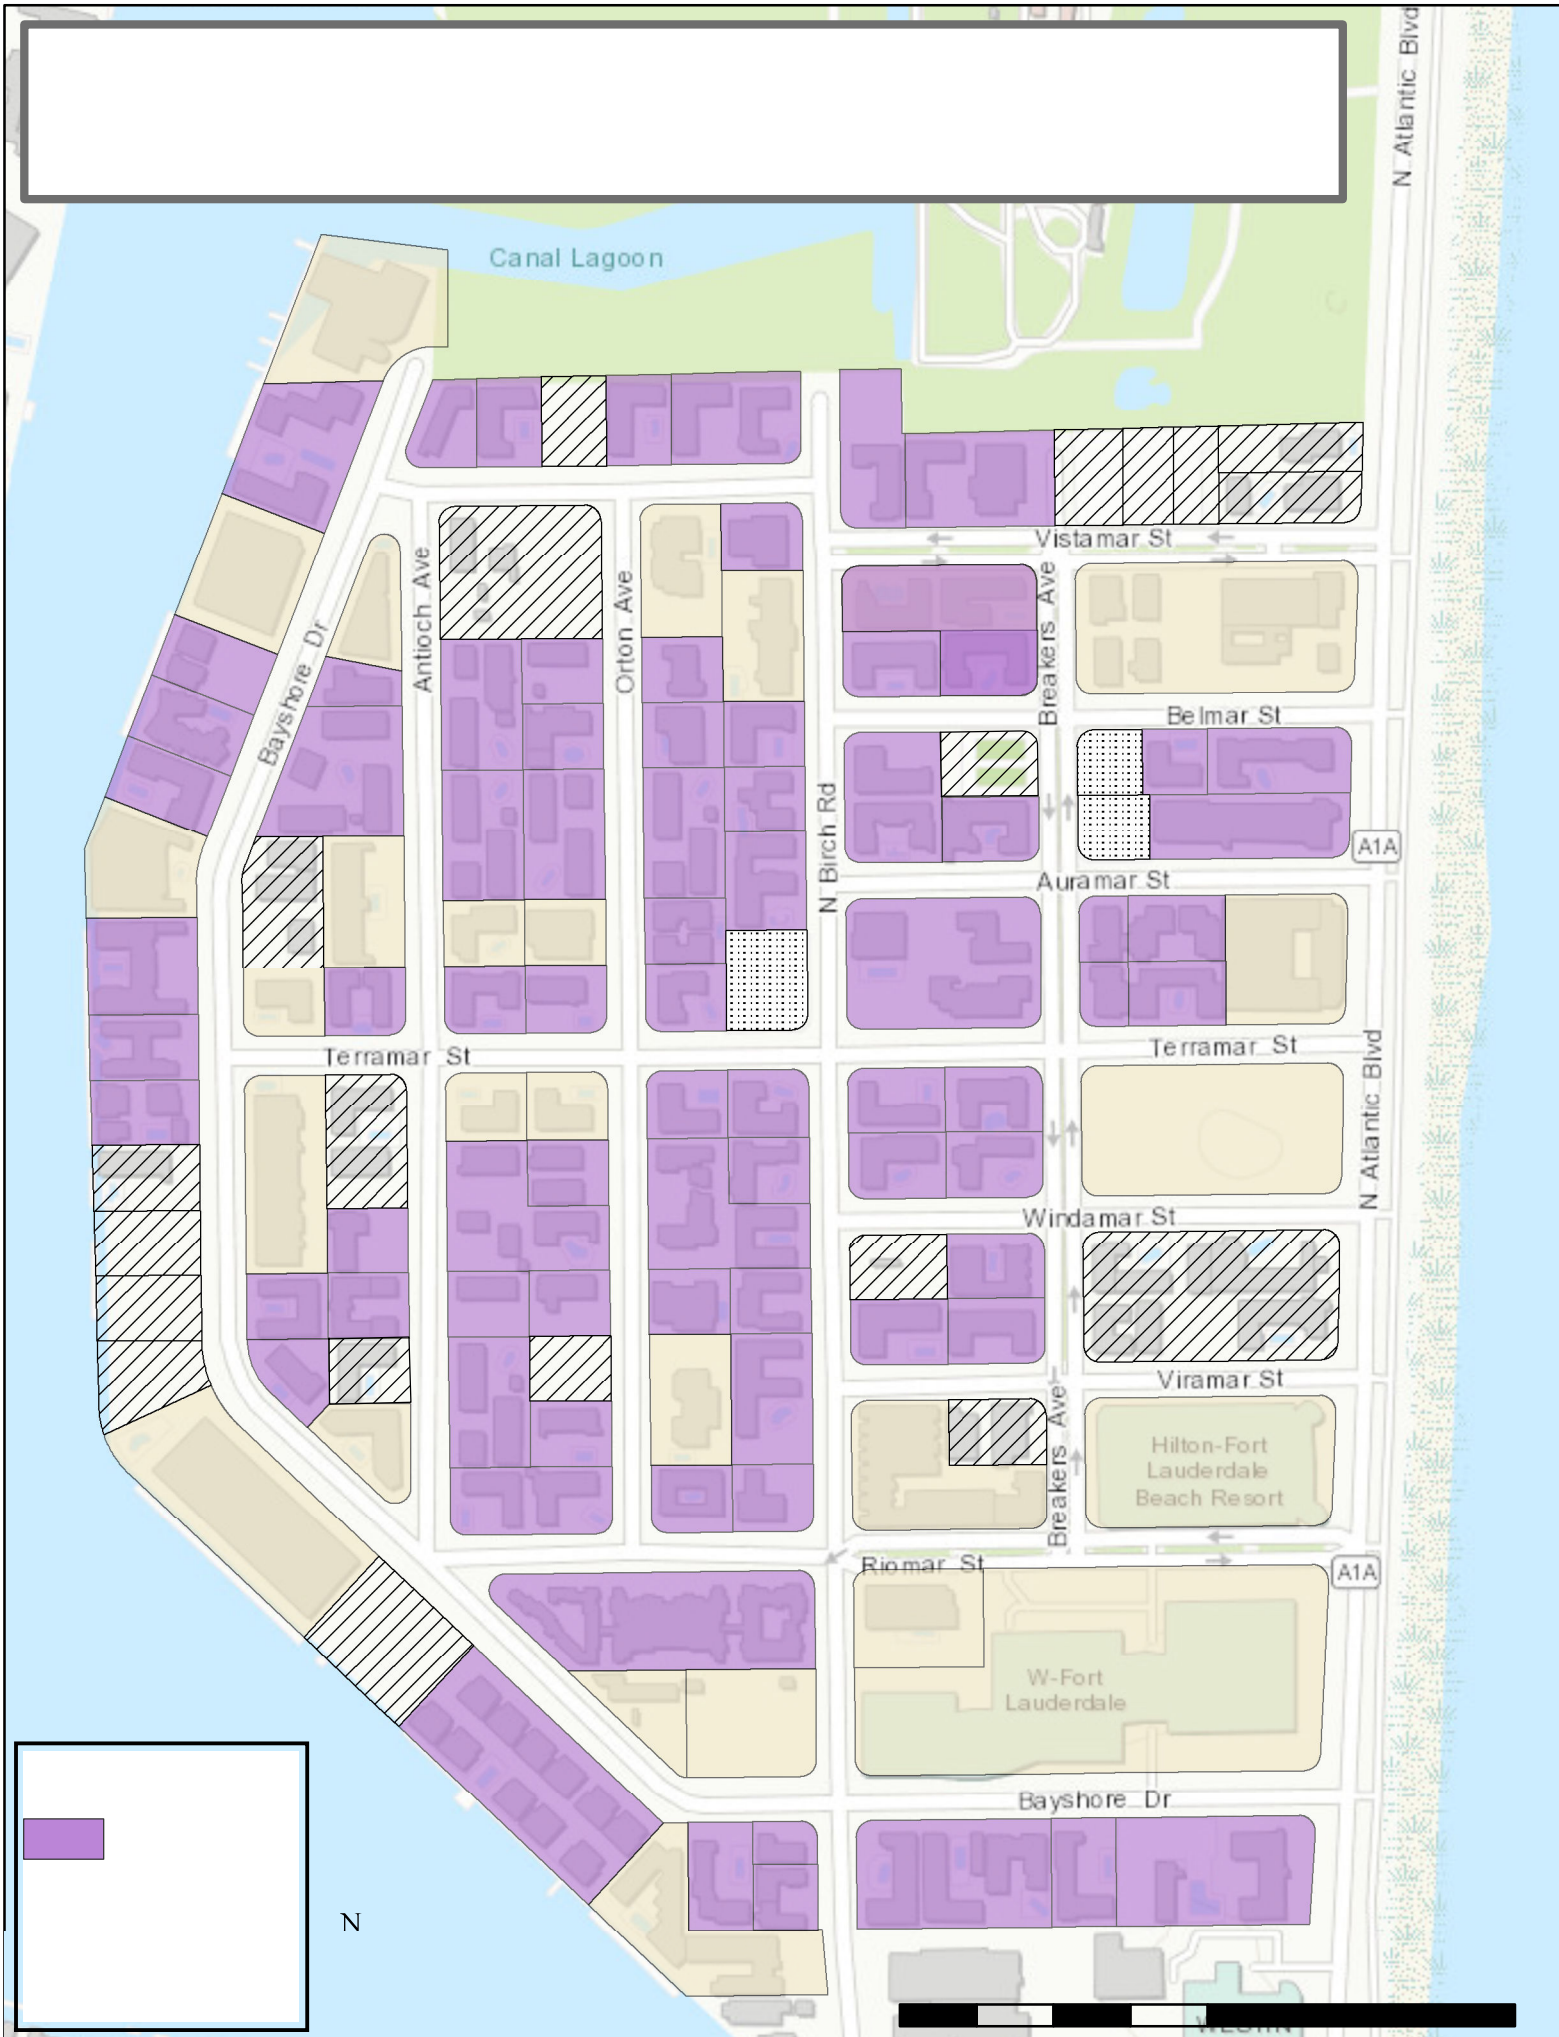 N. Atlantic Blvd
Canal Lagoon
Vistamar St
Antioch Ave
Orton Ave
Breakers Ave
Bayshore Dr
Belmar St
N Birch Rd
A1A
Auramar St
Terramar St
Terramar St
N Atlantic Blvd
Windamar St
Viramar St
Breakers Ave
Hilton-Fort
Lauderdale
Beach Resort
Riomar St
A1A
W-Fort
Lauderdale
Bayshore Dr
N